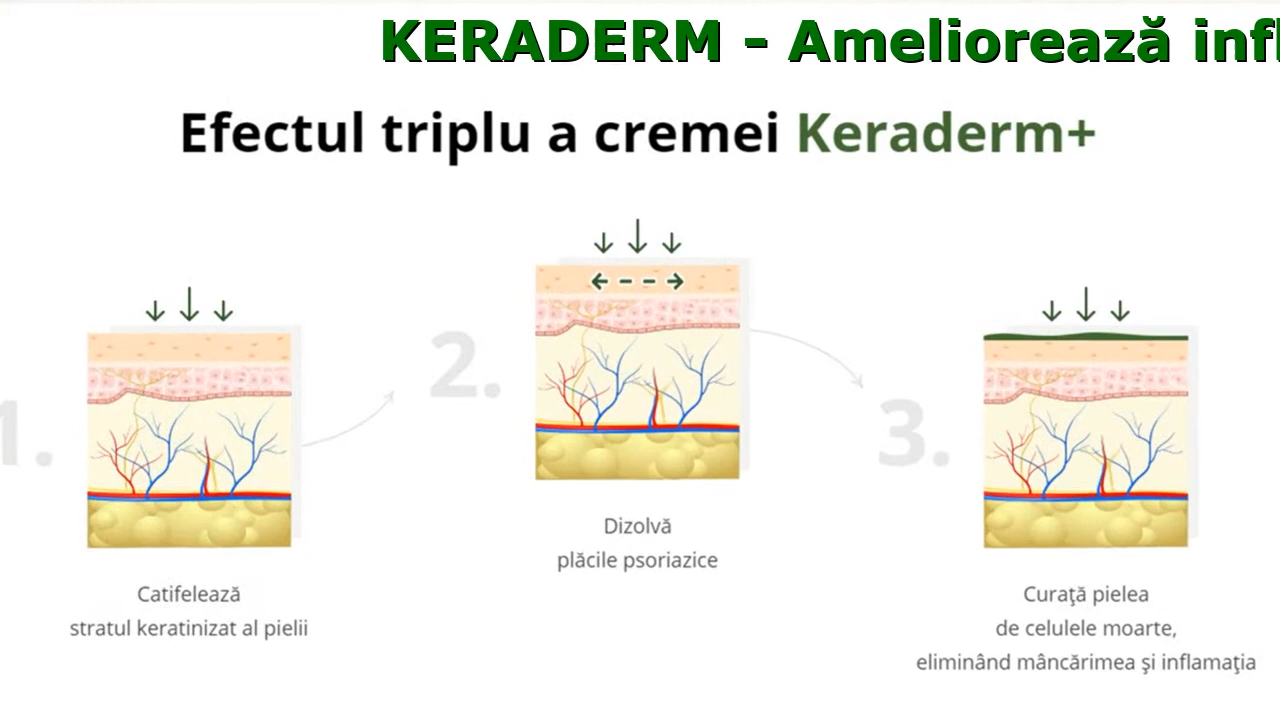 KERADERM - Ameliorează infl
Efectul triplu a cremei Keraderm+
1.
Catifelează
stratul keratinizat al pielii
2.
Dizolvă
plăcile psoriazice
3.
Curaţă pielea
de celulele moarte,
eliminând mâncărimea şi inflamaţia